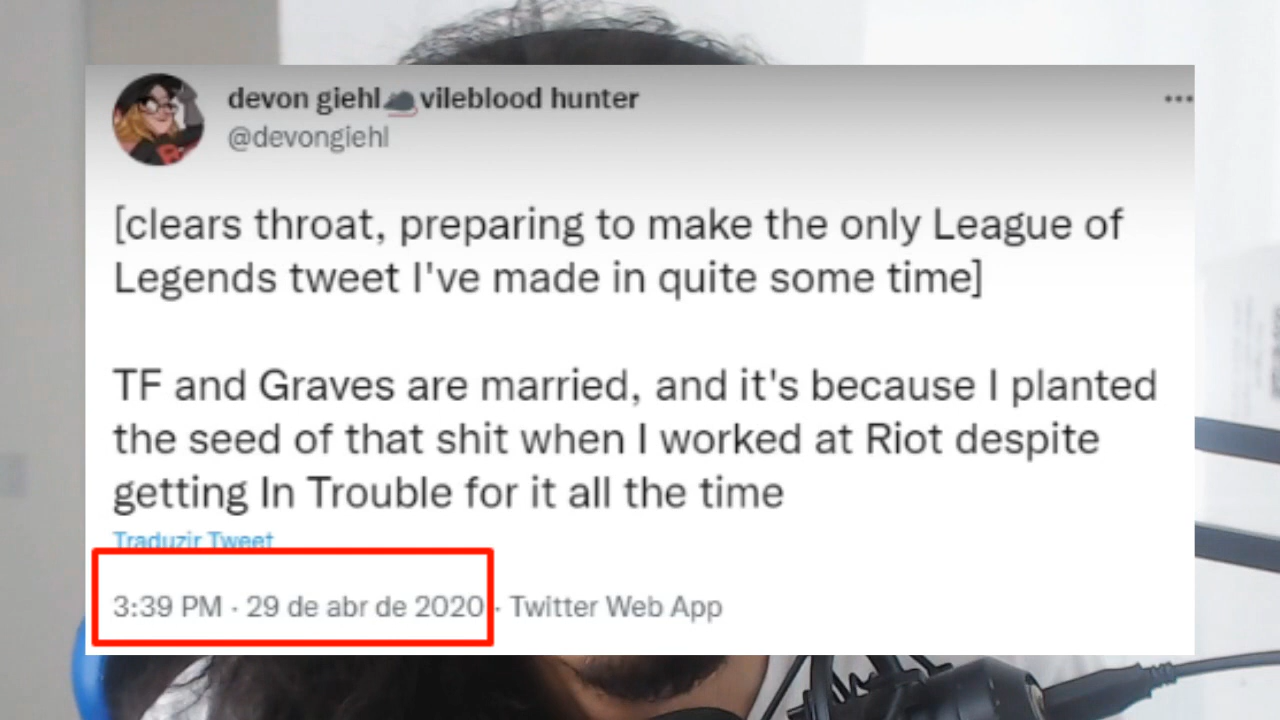 devon giehl🐀vileblood hunter
@devongiehl
[clears throat, preparing to make the only League of
Legends tweet I've made in quite some time]
TF and Graves are married, and it's because I planted
the seed of that shit when I worked at Riot despite
getting In Trouble for it all the time
Traduzir Tweet
3:39 PM · 29 de abr de 2020 · Twitter Web App